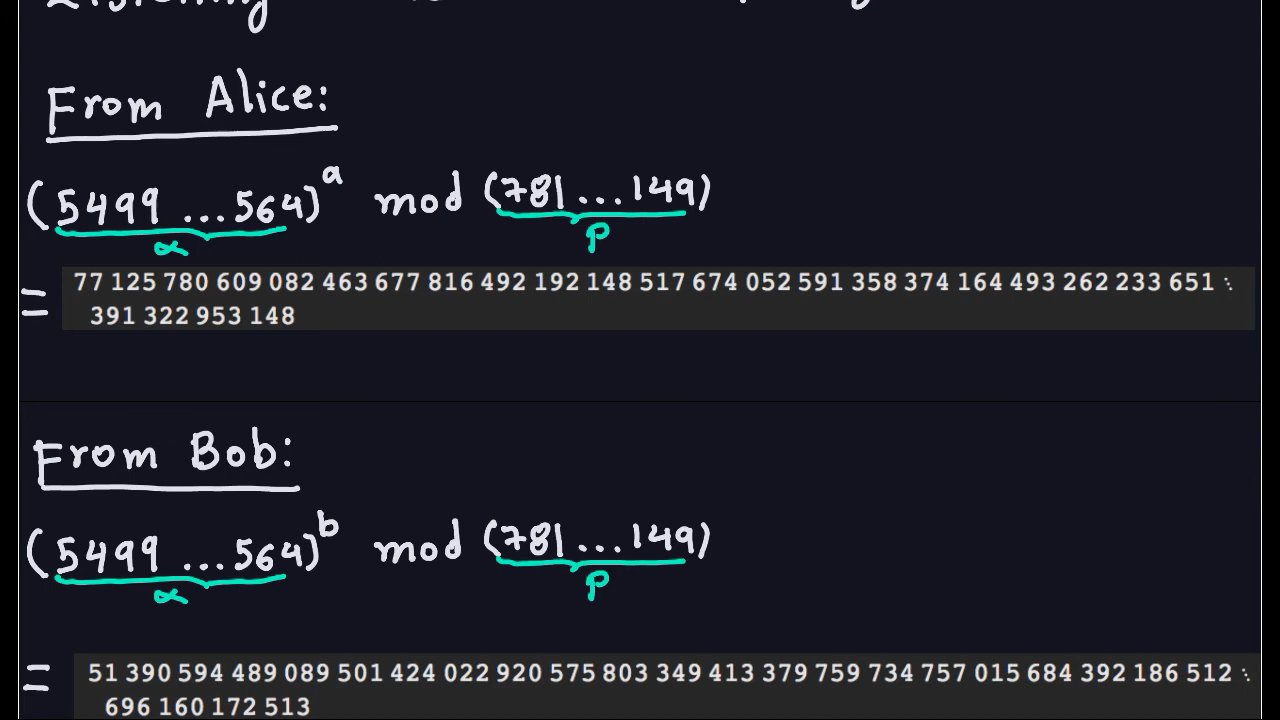 From Alice:
(5499 ...564)^a mod (781...149)
α p
= 77 125 780 609 082 463 677 816 492 192 148 517 674 052 591 358 374 164 493 262 233 651 ⋱
391 322 953 148
From Bob:
(5499 ...564)^b mod (781...149)
α p
= 51 390 594 489 089 501 424 022 920 575 803 349 413 379 759 734 757 015 684 392 186 512 ⋱
696 160 172 513